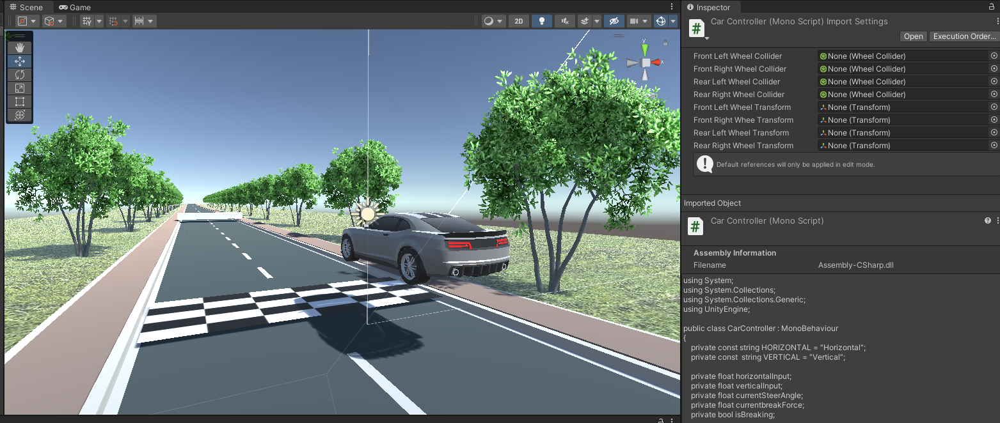 Scene
Game
2D
y
x
Inspector
Car Controller (Mono Script) Import Settings
Open
Execution Order...
Front Left Wheel Collider None (Wheel Collider)
Front Right Wheel Collider None (Wheel Collider)
Rear Left Wheel Collider None (Wheel Collider)
Rear Right Wheel Collider None (Wheel Collider)
Front Left Wheel Transform None (Transform)
Front Right Whee Transform None (Transform)
Rear Left Wheel Transform None (Transform)
Rear Right Wheel Transform None (Transform)
Default references will only be applied in edit mode.
Imported Object
Car Controller (Mono Script)
Assembly Information
Filename Assembly-CSharp.dll
using System;
using System.Collections;
using System.Collections.Generic;
using UnityEngine;
public class CarController : MonoBehaviour
{
private const string HORIZONTAL = "Horizontal";
private const  string VERTICAL = "Vertical";
private float horizontalInput;
private float verticalInput;
private float currentSteerAngle;
private float currentbreakForce;
private bool isBreaking;